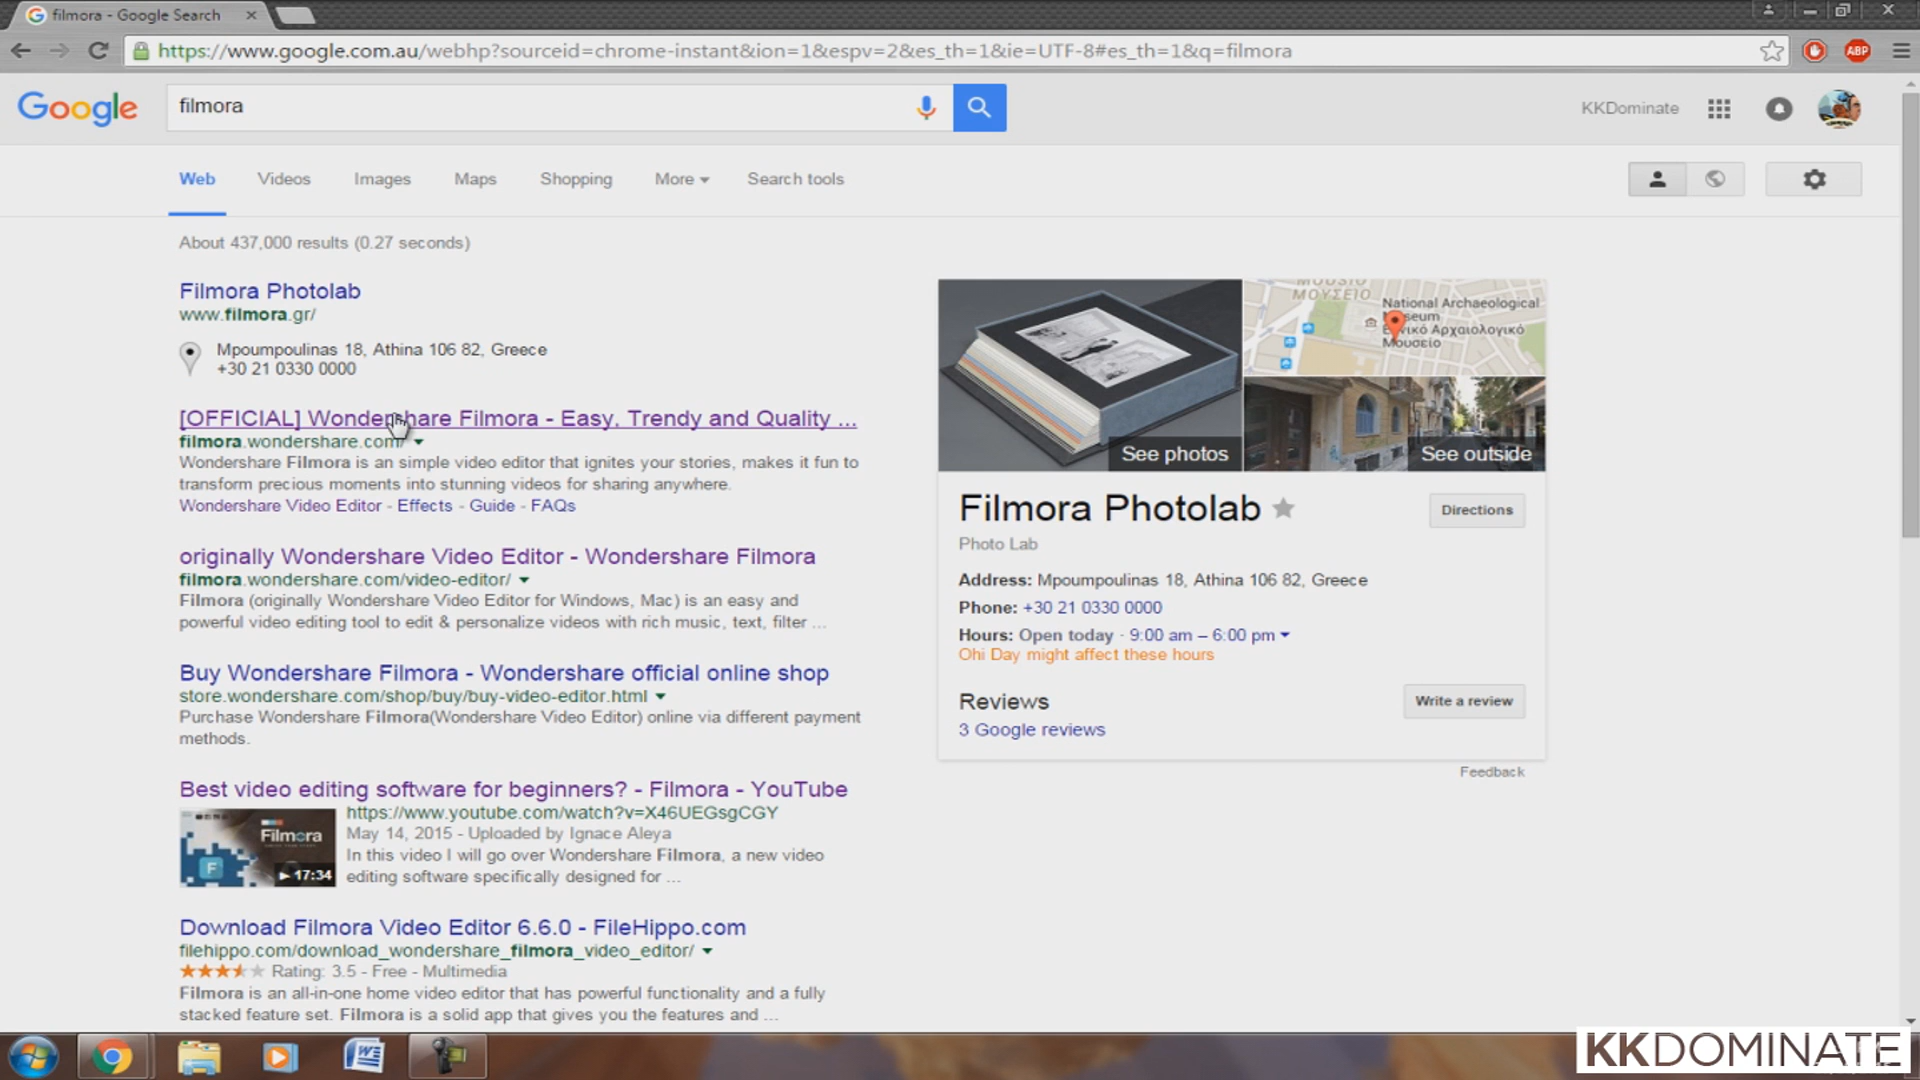 filmora - Google Search
https://www.google.com.au/webhp?sourceid=chrome-instant&ion=1&espv=2&es_th=1&ie=UTF-8#es_th=1&q=filmora
ABP
Google
filmora
KKDominate
Web Videos Images Maps Shopping More Search tools
About 437,000 results (0.27 seconds)
Filmora Photolab
www.filmora.gr/
Mpoumpoulinas 18, Athina 106 82, Greece
+30 21 0330 0000
[OFFICIAL] Wondershare Filmora - Easy, Trendy and Quality ...
filmora.wondershare.com/
Wondershare Filmora is an simple video editor that ignites your stories, makes it fun to
transform precious moments into stunning videos for sharing anywhere.
Wondershare Video Editor - Effects - Guide - FAQs
originally Wondershare Video Editor - Wondershare Filmora
filmora.wondershare.com/video-editor/
Filmora (originally Wondershare Video Editor for Windows, Mac) is an easy and
powerful video editing tool to edit & personalize videos with rich music, text, filter ...
Buy Wondershare Filmora - Wondershare official online shop
store.wondershare.com/shop/buy/buy-video-editor.html
Purchase Wondershare Filmora(Wondershare Video Editor) online via different payment
methods.
Best video editing software for beginners? - Filmora - YouTube
https://www.youtube.com/watch?v=X46UEGsgCGY
May 14, 2015 - Uploaded by Ignace Aleya
In this video I will go over Wondershare Filmora, a new video
editing software specifically designed for ...
Filmora
F
17:34
Download Filmora Video Editor 6.6.0 - FileHippo.com
filehippo.com/download_wondershare_filmora_video_editor/
Rating: 3.5 - Free - Multimedia
Filmora is an all-in-one home video editor that has powerful functionality and a fully
stacked feature set. Filmora is a solid app that gives you the features and ...
ΜΟΥΣΕΙΟ
National Archaeological
Museum
Εθνικό Αρχαιολογικό
Μουσείο
See photos
See outside
Filmora Photolab
Directions
Photo Lab
Address: Mpoumpoulinas 18, Athina 106 82, Greece
Phone: +30 21 0330 0000
Hours: Open today · 9:00 am – 6:00 pm
Ohi Day might affect these hours
Reviews
Write a review
3 Google reviews
Feedback
KKDOMINATE